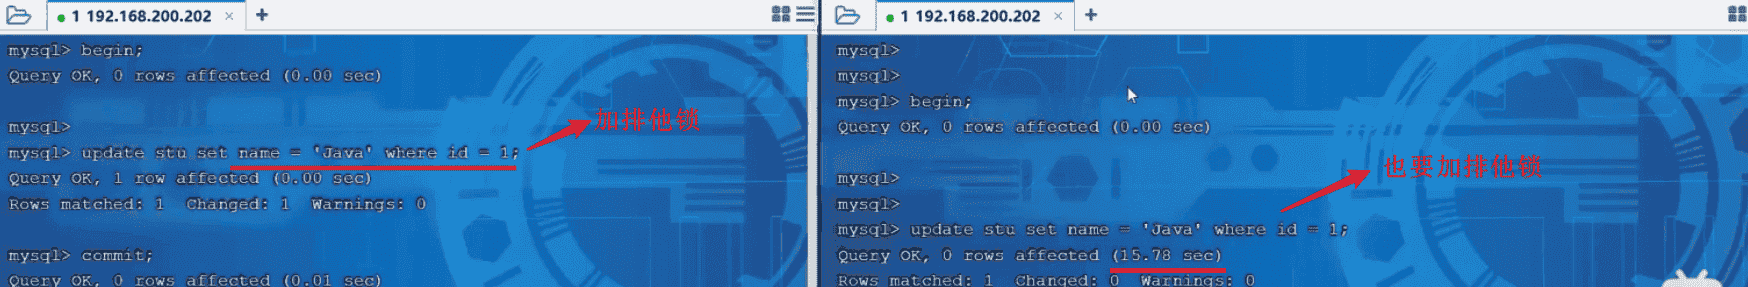 1 192.168.200.202 × +
mysql> begin;
Query OK, 0 rows affected (0.00 sec)
mysql>
mysql> update stu set name = 'Java' where id = 1;
加排他锁
Query OK, 1 row affected (0.00 sec)
Rows matched: 1  Changed: 1  Warnings: 0
mysql> commit;
Query OK, 0 rows affected (0.01 sec)
1 192.168.200.202 × +
mysql>
mysql>
mysql> begin;
Query OK, 0 rows affected (0.00 sec)
mysql>
也要加排他锁
mysql>
mysql> update stu set name = 'Java' where id = 1;
Query OK, 0 rows affected (15.78 sec)
Rows matched: 1  Changed: 0  Warnings: 0